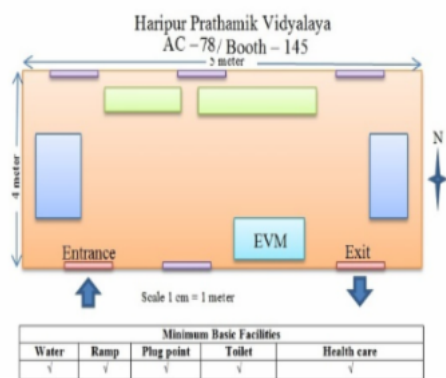 Haripur Prathamik Vidyalaya
AC –78/ Booth – 145
5 meter
4 meter
N
EVM
Entrance
Exit
Scale 1 cm = 1 meter
Minimum Basic Facilities
Water Ramp Plug point Toilet Health care
√ √ √ √ √